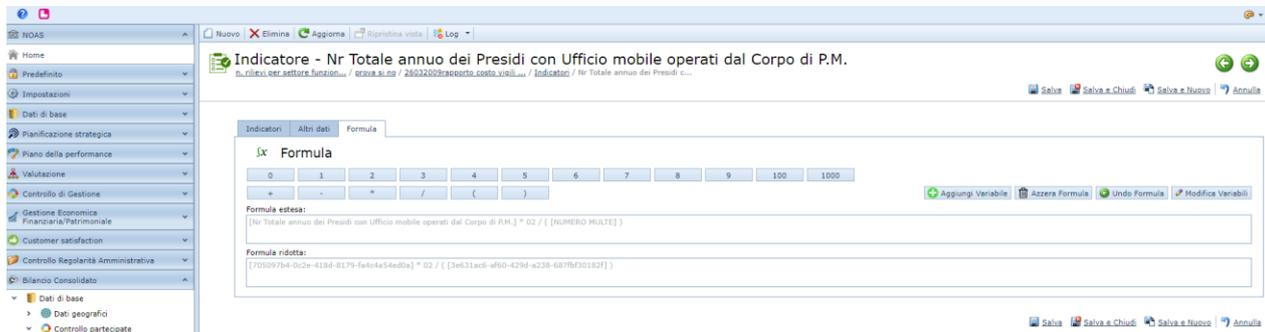 NOAS
Nuovo Elimina Aggiorna Ripristina vista Log
Home
Indicatore - Nr Totale annuo dei Presidi con Ufficio mobile operati dal Corpo di P.M.
n. rilievi per settore funzion... / prova si no / 26032009rapporto costo vigili ... / Indicatori / Nr Totale annuo dei Presidi c...
Predefinito
Impostazioni
Salva Salva e Chiudi Salva e Nuovo Annulla
Dati di base
Pianificazione strategica
Piano della performance
Valutazione
Controllo di Gestione
Gestione Economica
Finanziaria/Patrimoniale
Customer satisfaction
Controllo Regolarità Amministrativa
Bilancio Consolidato
Dati di base
Dati geografici
Controllo partecipate
Indicatori Altri dati Formula
fx Formula
0 1 2 3 4 5 6 7 8 9 100 1000
+ - * / ( )
Aggiungi Variabile Azzera Formula Undo Formula Modifica Variabili
Formula estesa:
[Nr Totale annuo dei Presidi con Ufficio mobile operati dal Corpo di P.M.] * 02 / ( [NUMERO MULTE] )
Formula ridotta:
[705097b4-0c2e-418d-8179-fa4c4a54ed0a] * 02 / ( [3e631ac6-af60-429d-a238-687fbf30182f] )
Salva Salva e Chiudi Salva e Nuovo Annulla